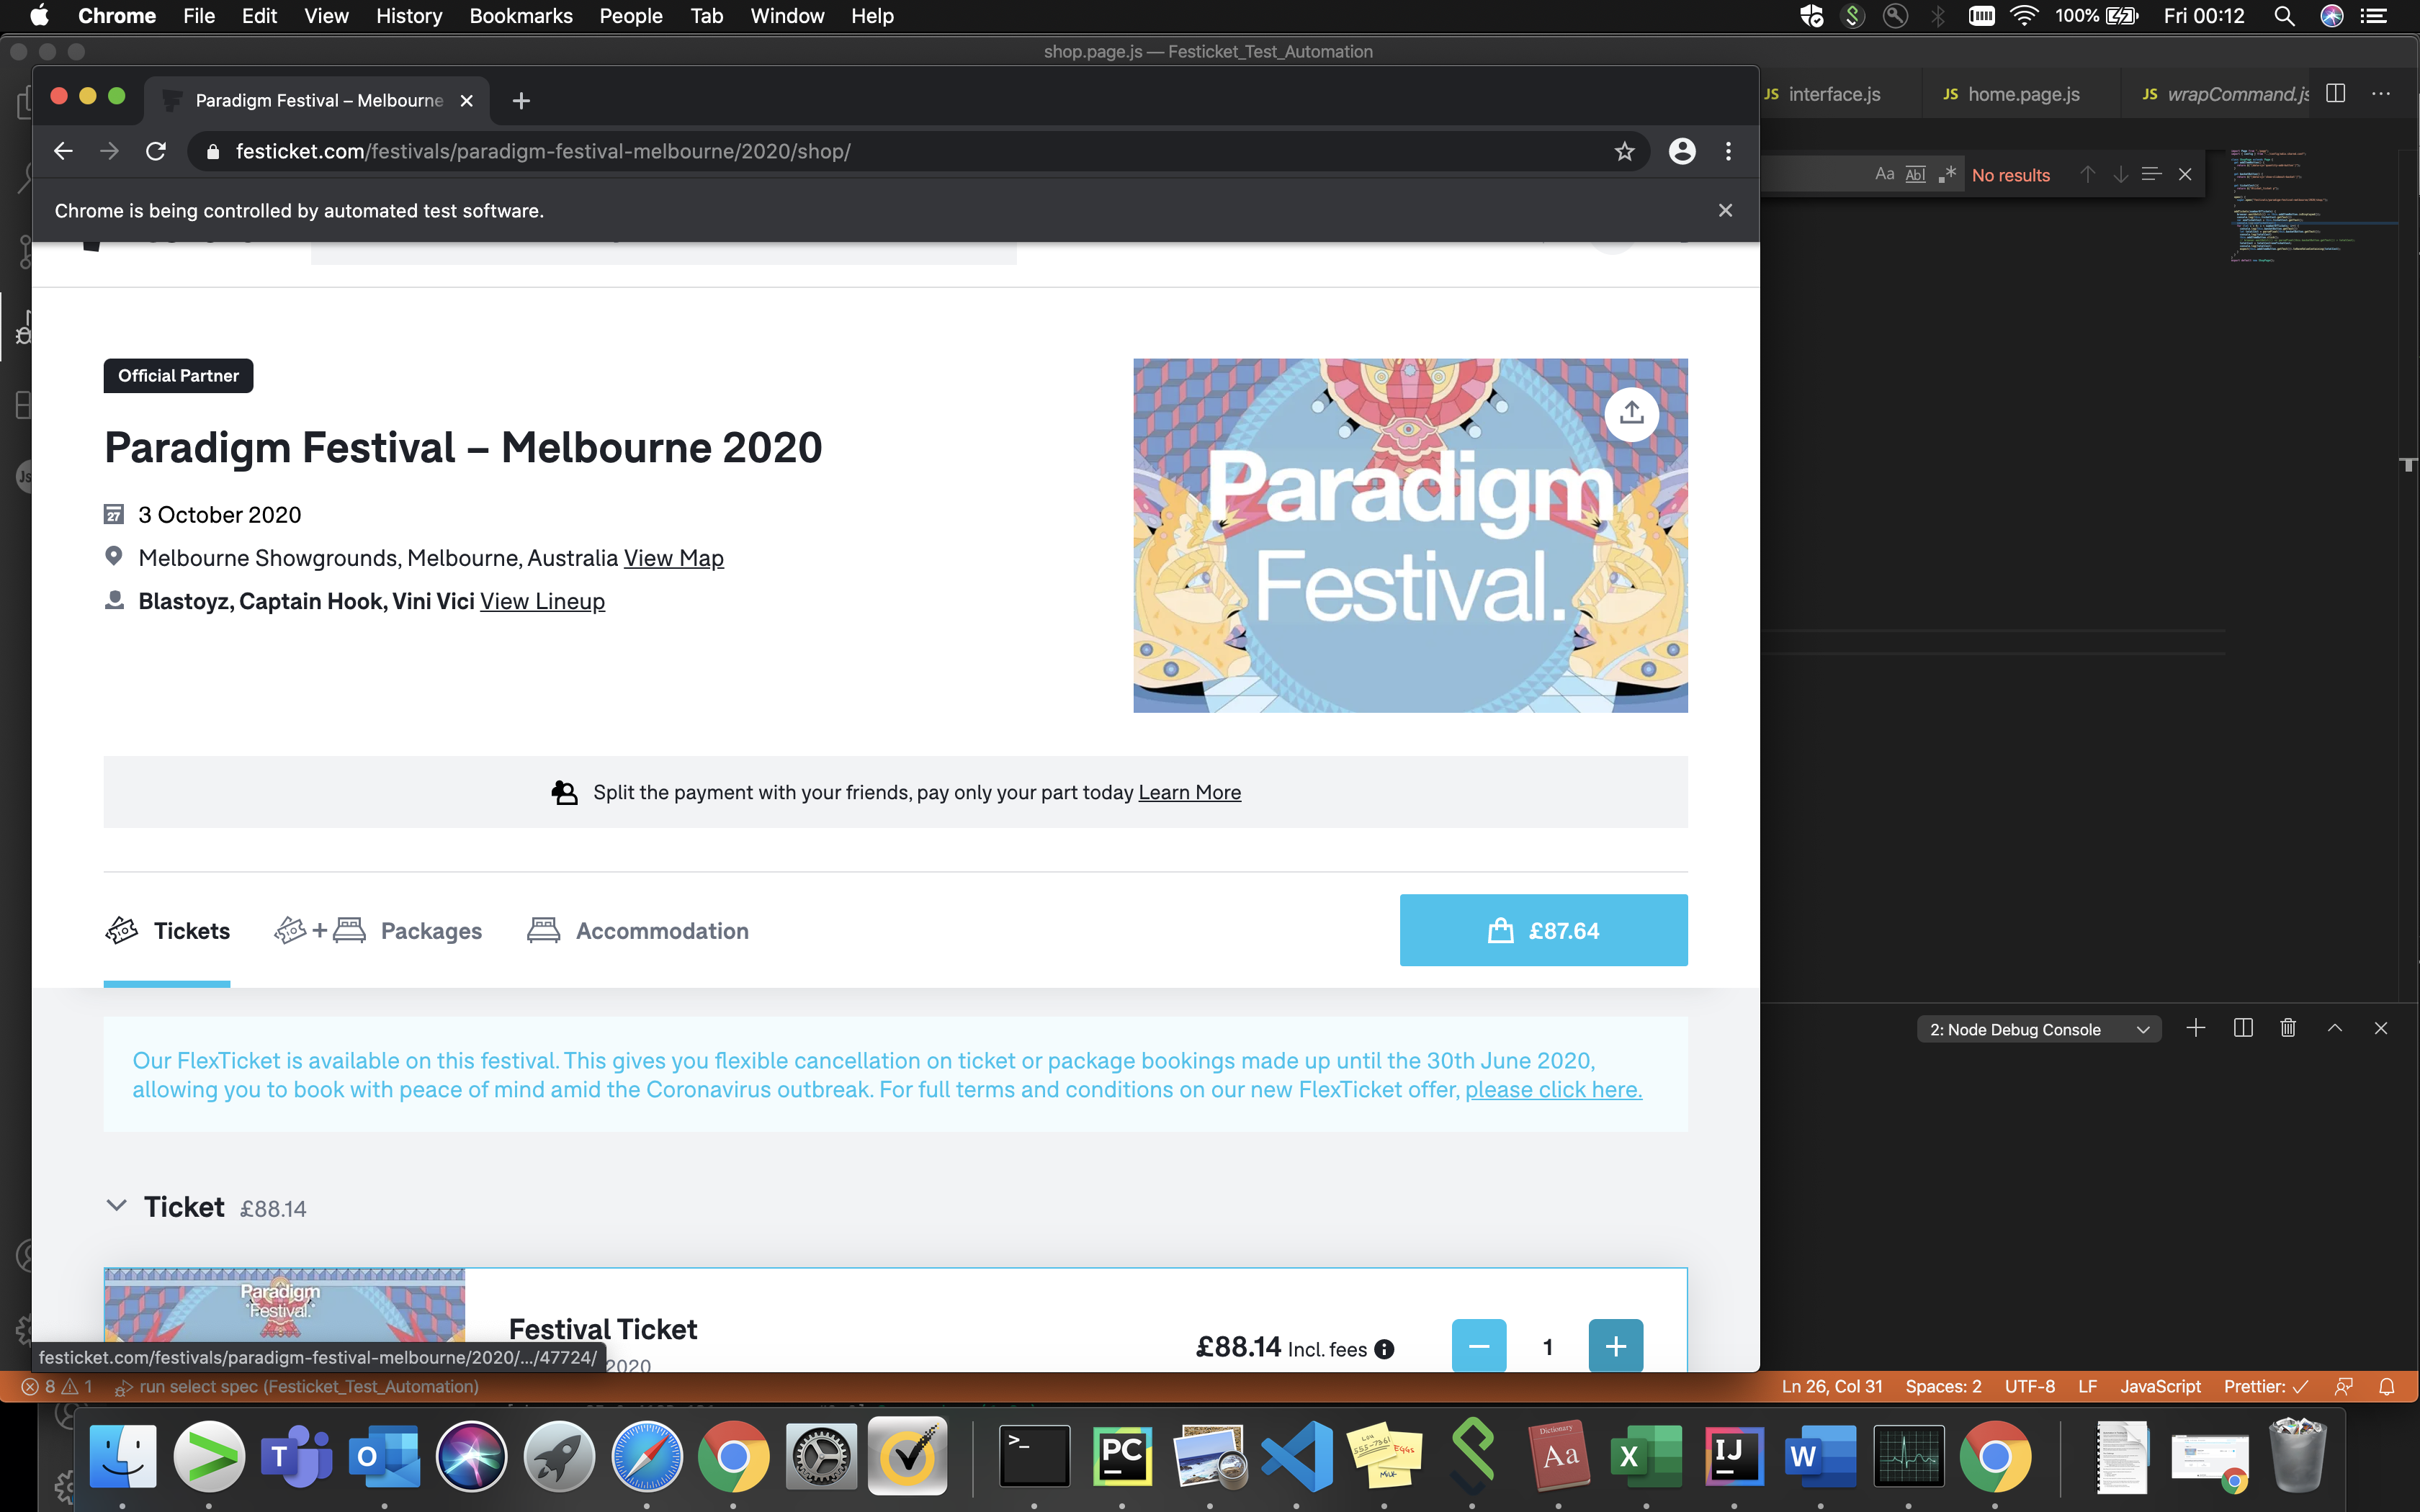 Chrome File Edit View History Bookmarks People Tab Window Help
100% Fri 00:12
shop.page.js — Festicket_Test_Automation
Paradigm Festival – Melbourne
JS interface.js JS home.page.js JS wrapCommand.js
festicket.com/festivals/paradigm-festival-melbourne/2020/shop/
Aa Abl .* No results
Chrome is being controlled by automated test software.
Official Partner
Paradigm Festival – Melbourne 2020
27 3 October 2020
Melbourne Showgrounds, Melbourne, Australia View Map
Blastoyz, Captain Hook, Vini Vici View Lineup
Paradigm
Festival.
Split the payment with your friends, pay only your part today Learn More
Tickets + Packages Accommodation £87.64
2: Node Debug Console
Our FlexTicket is available on this festival. This gives you flexible cancellation on ticket or package bookings made up until the 30th June 2020,
allowing you to book with peace of mind amid the Coronavirus outbreak. For full terms and conditions on our new FlexTicket offer, please click here.
Ticket £88.14
Paradigm
Festival.
Festival Ticket
£88.14 Incl. fees 1
2020
festicket.com/festivals/paradigm-festival-melbourne/2020/.../47724/
8 1 run select spec (Festicket_Test_Automation)
Ln 26, Col 31 Spaces: 2 UTF-8 LF JavaScript Prettier: ✓
T O >_ PC Dictionary Aa X IJ W